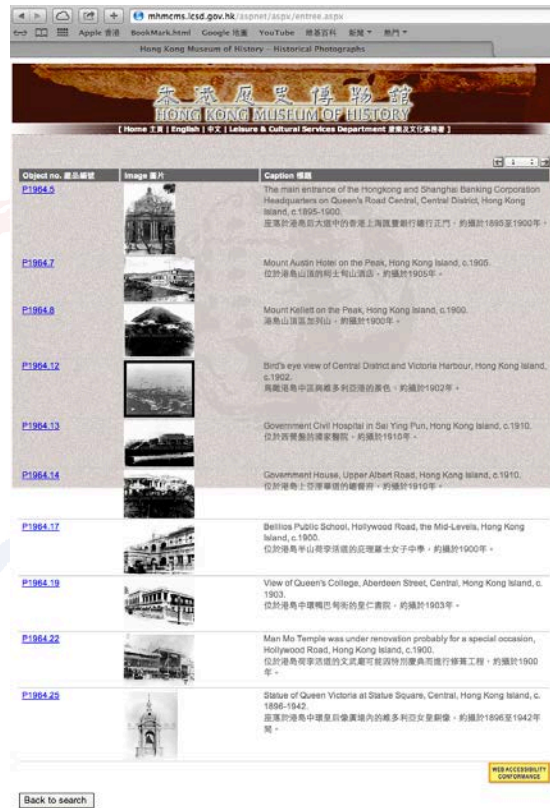 mhmcms.lcsd.gov.hk/aspnet/aspv/entree.aspx
Apple 香港 BookMark.html Google 地圖 YouTube 維基百科 新聞 熱門
Hong Kong Museum of History – Historical Photographs
香港歷史博物館
HONG KONG MUSEUM OF HISTORY
[ Home 主頁 | English | 中文 | Leisure & Cultural Services Department 康樂及文化事務署 ]
1
Object no. 藏品編號 Image 圖片 Caption 標題
P1964.5
The main entrance of the Hongkong and Shanghai Banking Corporation
Headquarters on Queen's Road Central, Central District, Hong Kong
Island, c.1895-1900.
座落於港島皇后大道中的香港上海滙豐銀行總行正門，約攝於1895至1900年。
P1964.7
Mount Austin Hotel on the Peak, Hong Kong Island, c.1905.
位於港島山頂的柯士甸山酒店，約攝於1905年。
P1964.8
Mount Kellett on the Peak, Hong Kong Island, c.1900.
港島山頂區加列山，約攝於1900年。
P1964.12
Bird's eye view of Central District and Victoria Harbour, Hong Kong Island,
c.1902.
鳥瞰港島中區與維多利亞港的景色，約攝於1902年。
P1964.13
Government Civil Hospital in Sai Ying Pun, Hong Kong Island, c.1910.
位於西營盤的國家醫院，約攝於1910年。
P1964.14
Government House, Upper Albert Road, Hong Kong Island, c.1910.
位於港島上亞厘畢道的總督府，約攝於1910年。
P1964.17
Belilios Public School, Hollywood Road, the Mid-Levels, Hong Kong
Island, c.1900.
位於港島半山荷李活道的庇理羅士女子中學，約攝於1900年。
P1964.19
View of Queen's College, Aberdeen Street, Central, Hong Kong Island, c.
1903.
位於港島中環鴨巴甸街的皇仁書院，約攝於1903年。
P1964.22
Man Mo Temple was under renovation probably for a special occasion,
Hollywood Road, Hong Kong Island, c.1900.
位於港島荷李活道的文武廟可能因特別慶典而進行修葺工程，約攝於1900
年。
P1964.25
Statue of Queen Victoria at Statue Square, Central, Hong Kong Island, c.
1896-1942.
座落於港島中環皇后像廣場內的維多利亞女皇銅像，約攝於1896至1942年
間。
WEB ACCESSIBILITY
CONFORMANCE
Back to search